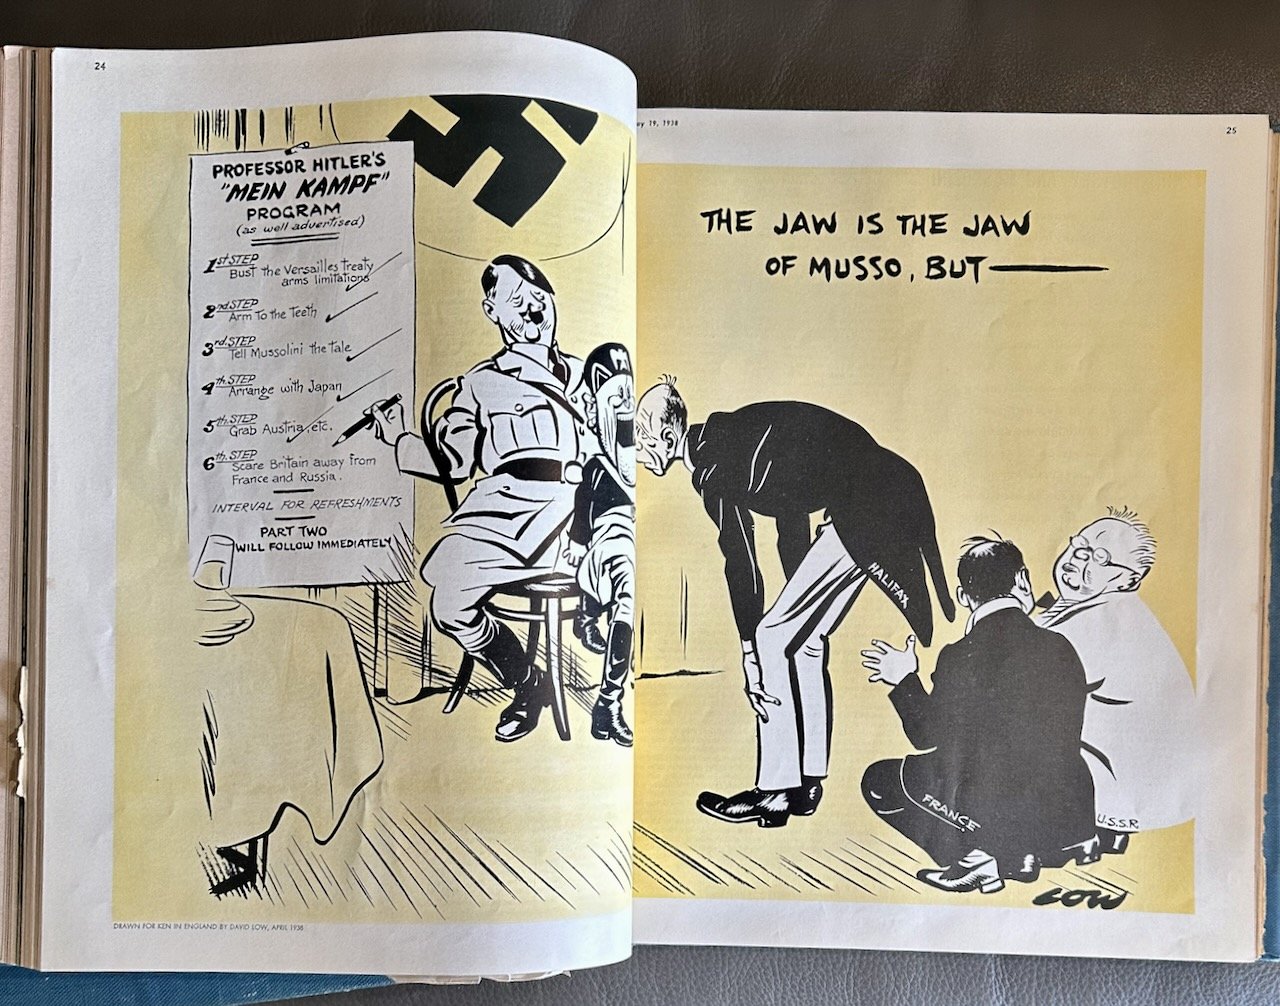 24
PROFESSOR HITLER'S
"MEIN KAMPF"
PROGRAM
(as well advertised)
1st STEP
Bust the Versailles Treaty
arms limitations
2nd STEP
Arm to the Teeth
3rd. STEP
Tell Mussolini the tale
4th. STEP
Arrange with Japan
5th. STEP
Grab Austria, etc.
6th. STEP
Scare Britain away from
France and Russia.
INTERVAL FOR REFRESHMENTS
PART TWO
WILL FOLLOW IMMEDIATELY
M
DRAWN FOR KEN IN ENGLAND BY DAVID LOW, APRIL 1938
19, 1938
25
THE JAW IS THE JAW
OF MUSSO, BUT—
HALIFAX
FRANCE
U.S.S.R.
LOW